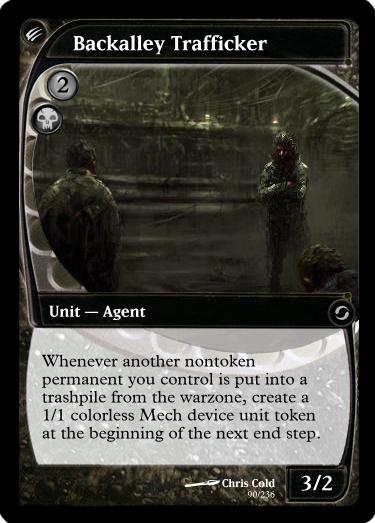 Backalley Trafficker
2
Unit — Agent
Whenever another nontoken
permanent you control is put into a
trashpile from the warzone, create a
1/1 colorless Mech device unit token
at the beginning of the next end step.
Chris Cold
90/236
3/2